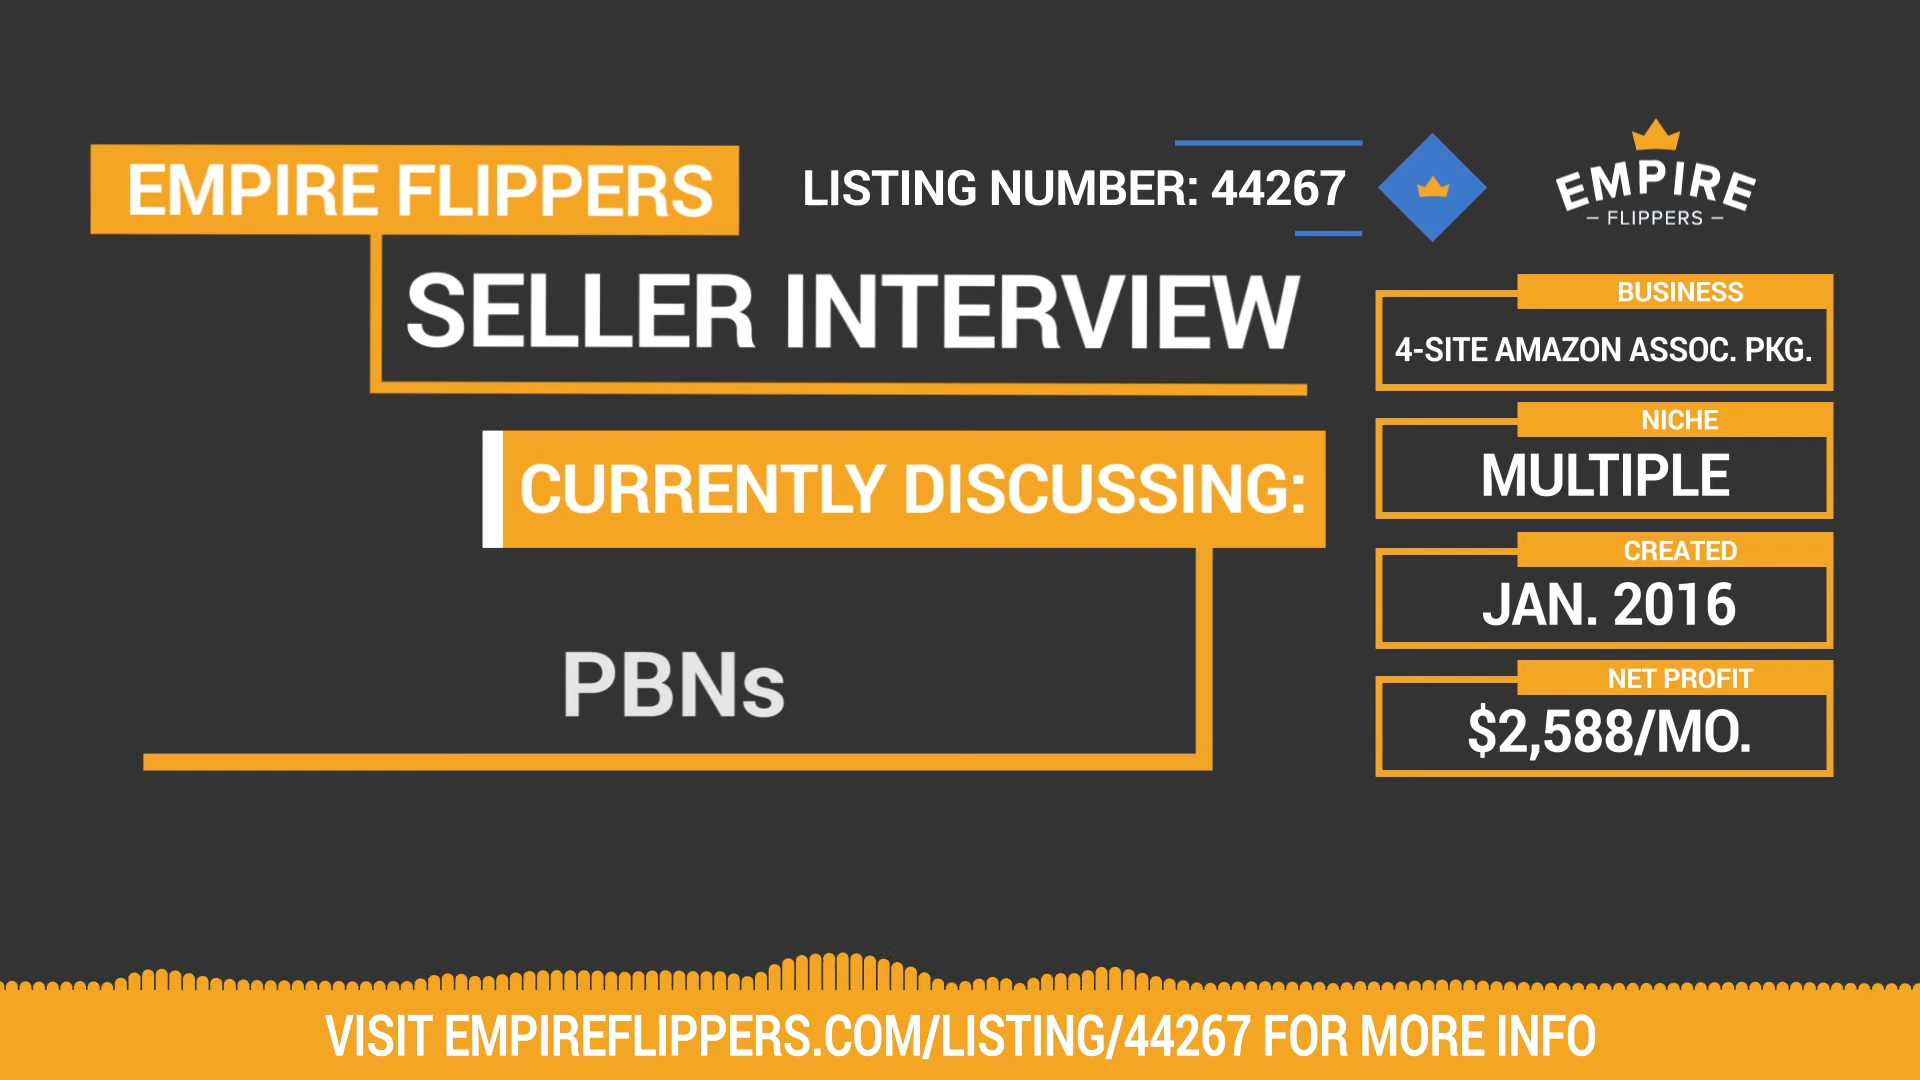 EMPIRE FLIPPERS
LISTING NUMBER: 44267
EMPIRE
FLIPPERS
SELLER INTERVIEW
CURRENTLY DISCUSSING:
PBNs
BUSINESS
4-SITE AMAZON ASSOC. PKG.
NICHE
MULTIPLE
CREATED
JAN. 2016
NET PROFIT
$2,588/MO.
VISIT EMPIREFLIPPERS.COM/LISTING/44267 FOR MORE INFO